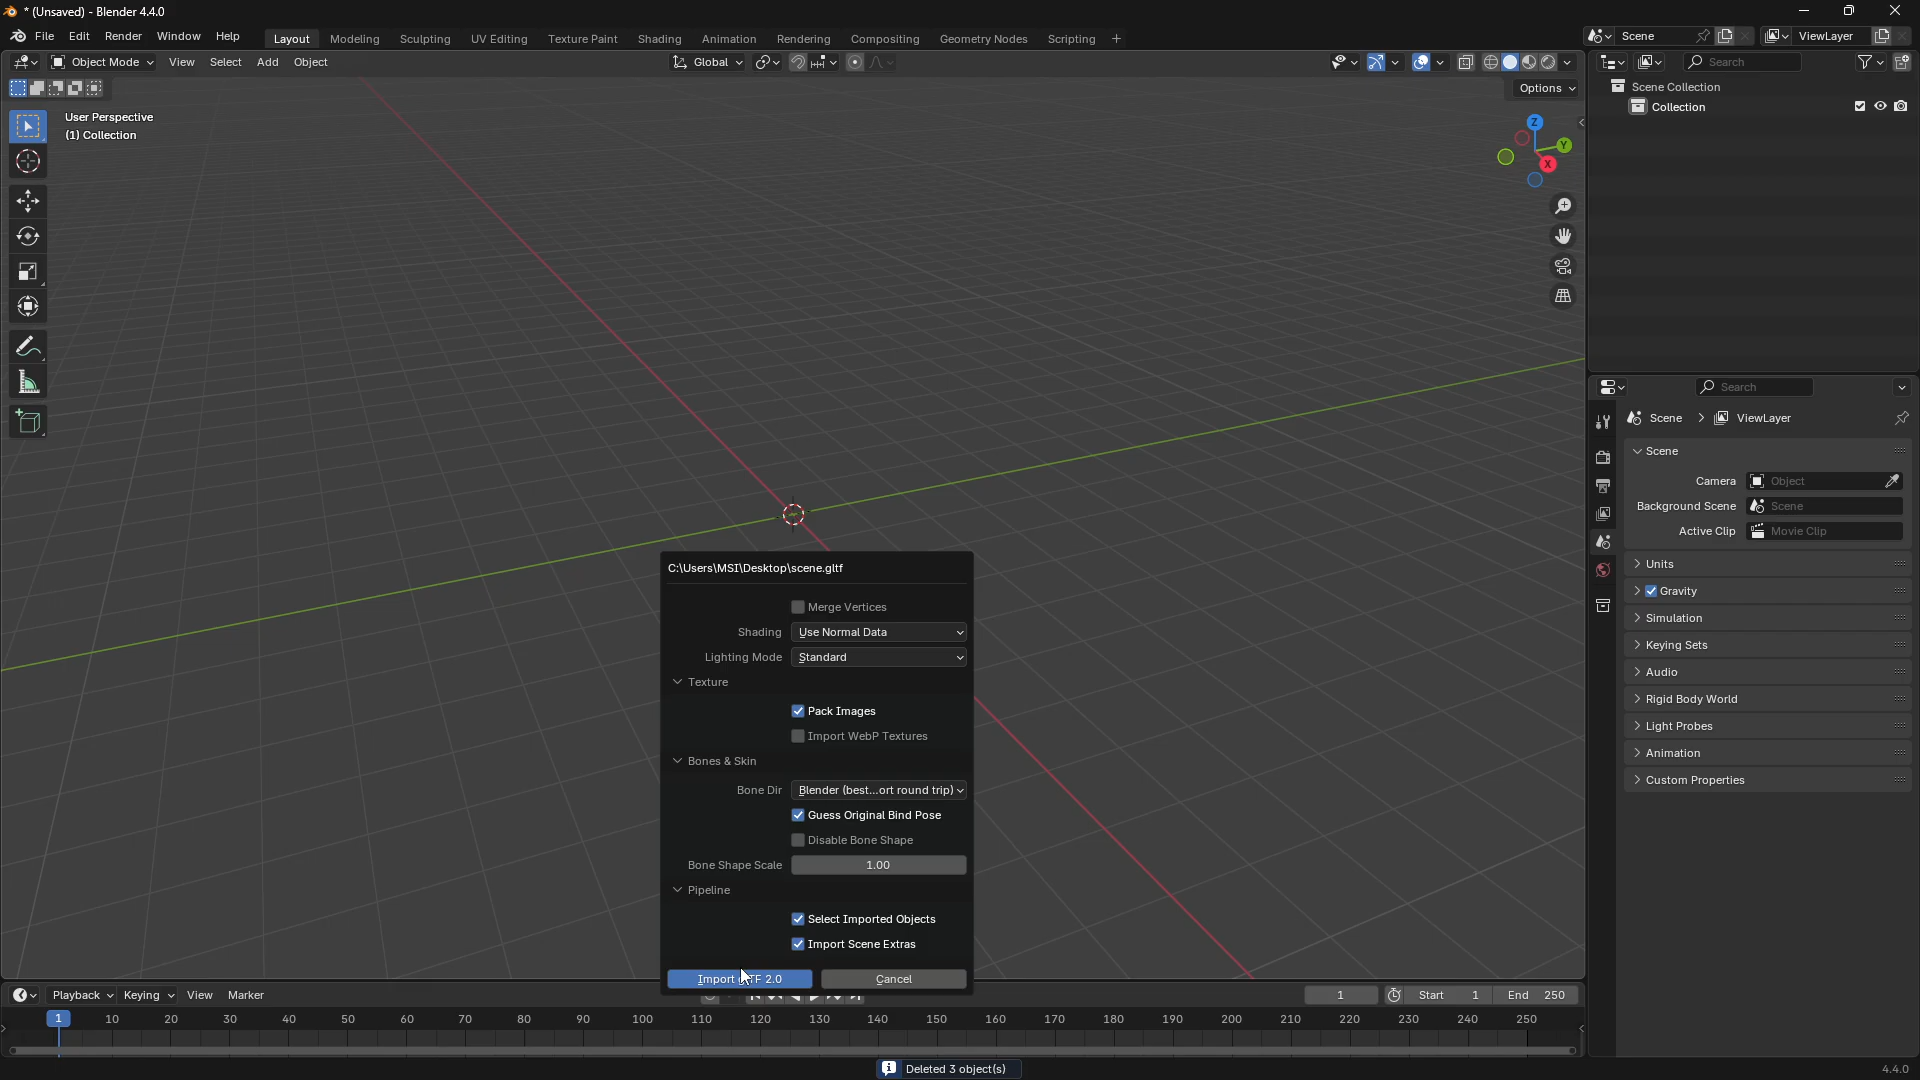 * (Unsaved) - Blender 4.4.0
File Edit Render Window Help Layout Modeling Sculpting UV Editing Texture Paint Shading Animation Rendering Compositing Geometry Nodes Scripting + Scene ViewLayer
Object Mode View Select Add Object Global Search
Options
User Perspective
(1) Collection
Z
Y
X
Scene Collection
Collection
Search
Scene > ViewLayer
Scene
Camera Object
Background Scene Scene
Active Clip Movie Clip
Units
Gravity
Simulation
Keying Sets
Audio
Rigid Body World
Light Probes
Animation
Custom Properties
C:\Users\MSI\Desktop\scene.gltf
Merge Vertices
Shading Use Normal Data
Lighting Mode Standard
Texture
Pack Images
Import WebP Textures
Bones & Skin
Bone Dir Blender (best...ort round trip)
Guess Original Bind Pose
Disable Bone Shape
Bone Shape Scale 1.00
Pipeline
Select Imported Objects
Import Scene Extras
Import TF 2.0 Cancel
Playback Keying View Marker 1 Start 1 End 250
1 10 20 30 40 50 60 70 80 90 100 110 120 130 140 150 160 170 180 190 200 210 220 230 240 250
Deleted 3 object(s)
4.4.0